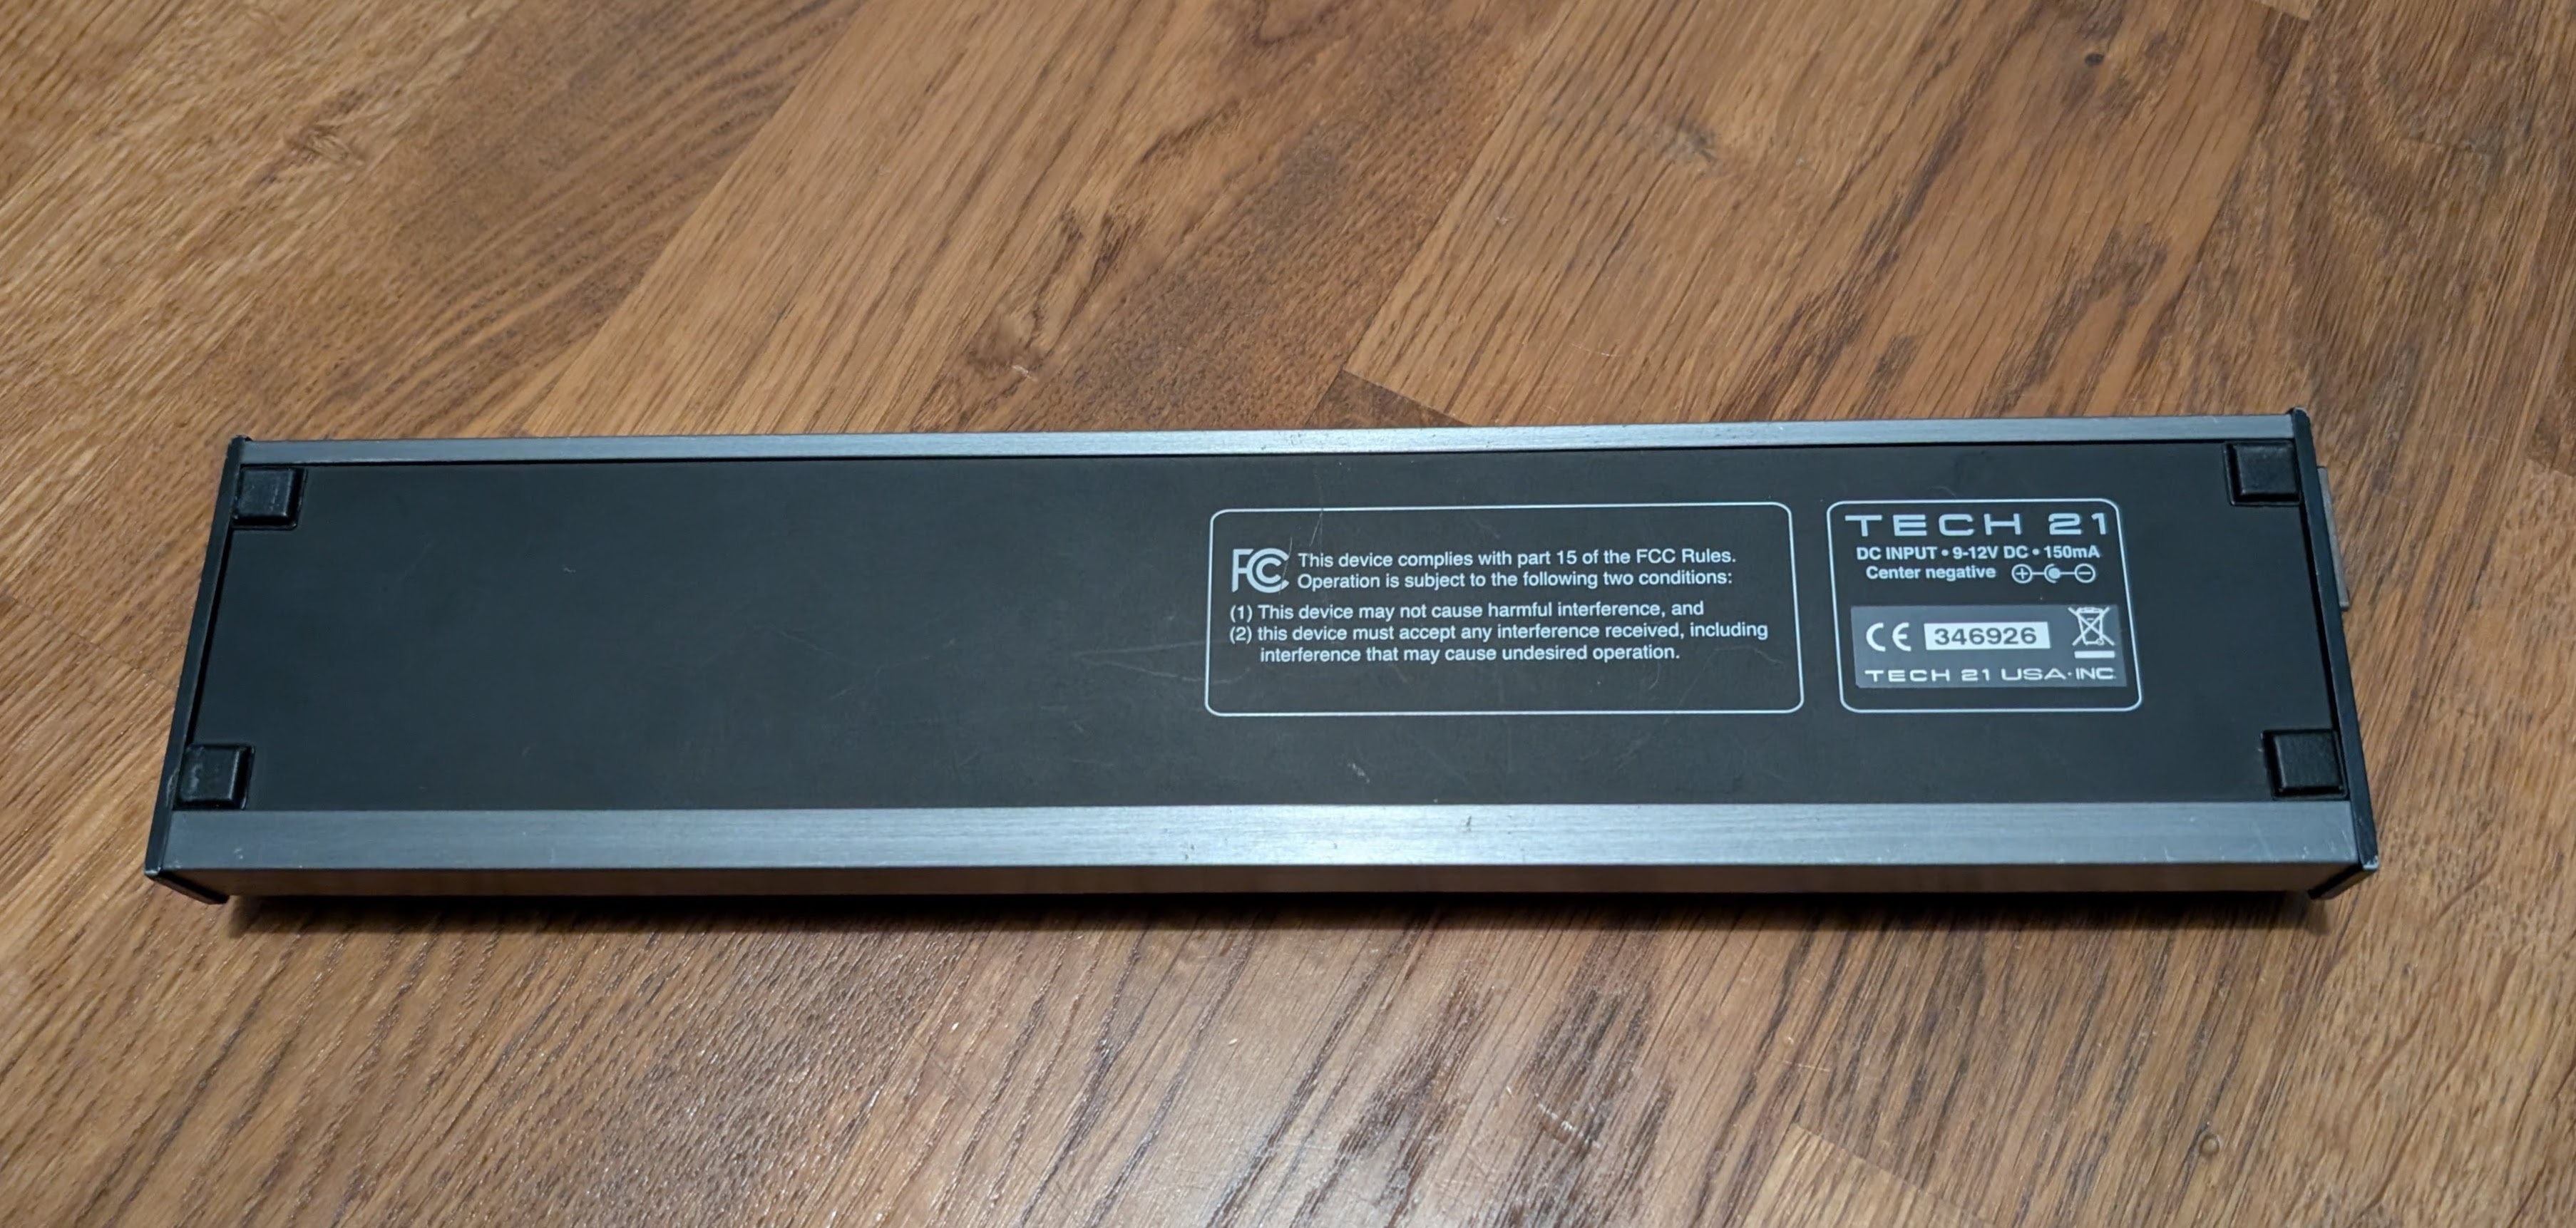 FC This device complies with part 15 of the FCC Rules.
Operation is subject to the following two conditions:
(1) This device may not cause harmful interference, and
(2) this device must accept any interference received, including
interference that may cause undesired operation.
TECH 21
DC INPUT • 9-12V DC • 150mA
Center negative
CE 346926
TECH 21 USA·INC